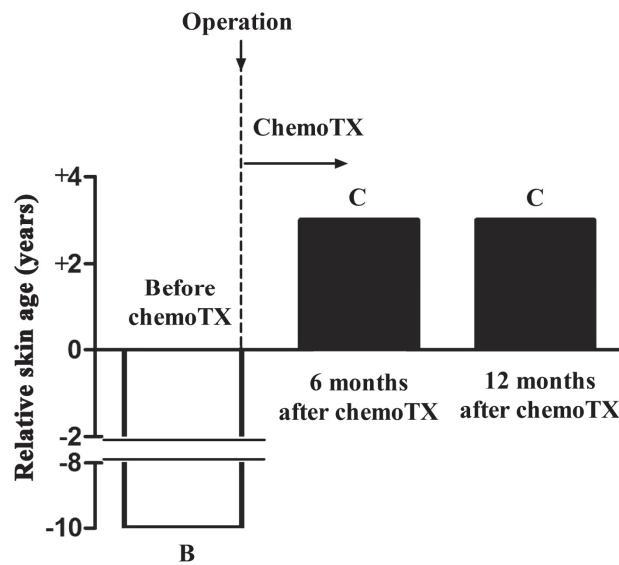 Operation
ChemoTX
+4
+2
0
-2
-8
-10
Relative skin age (years)
C
C
Before
chemoTX
6 months
after chemoTX
12 months
after chemoTX
B